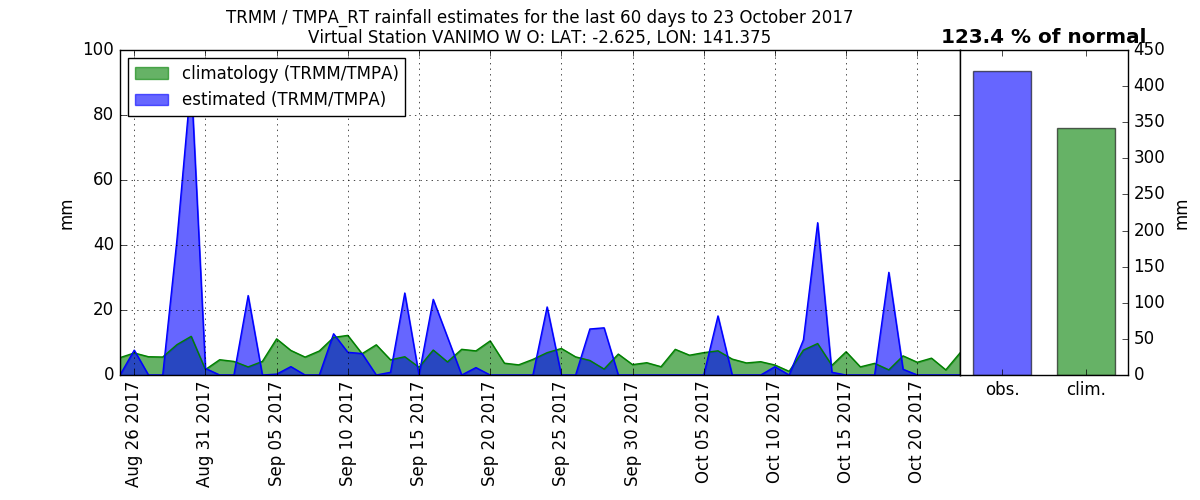 TRMM / TMPA_RT rainfall estimates for the last 60 days to 23 October 2017
Virtual Station VANIMO W O: LAT: -2.625, LON: 141.375
123.4 % of normal
climatology (TRMM/TMPA)
estimated (TRMM/TMPA)
100
80
60
40
20
0
mm
Aug 26 2017
Aug 31 2017
Sep 05 2017
Sep 10 2017
Sep 15 2017
Sep 20 2017
Sep 25 2017
Sep 30 2017
Oct 05 2017
Oct 10 2017
Oct 15 2017
Oct 20 2017
obs.
clim.
450
400
350
300
250
200
150
100
50
0
mm